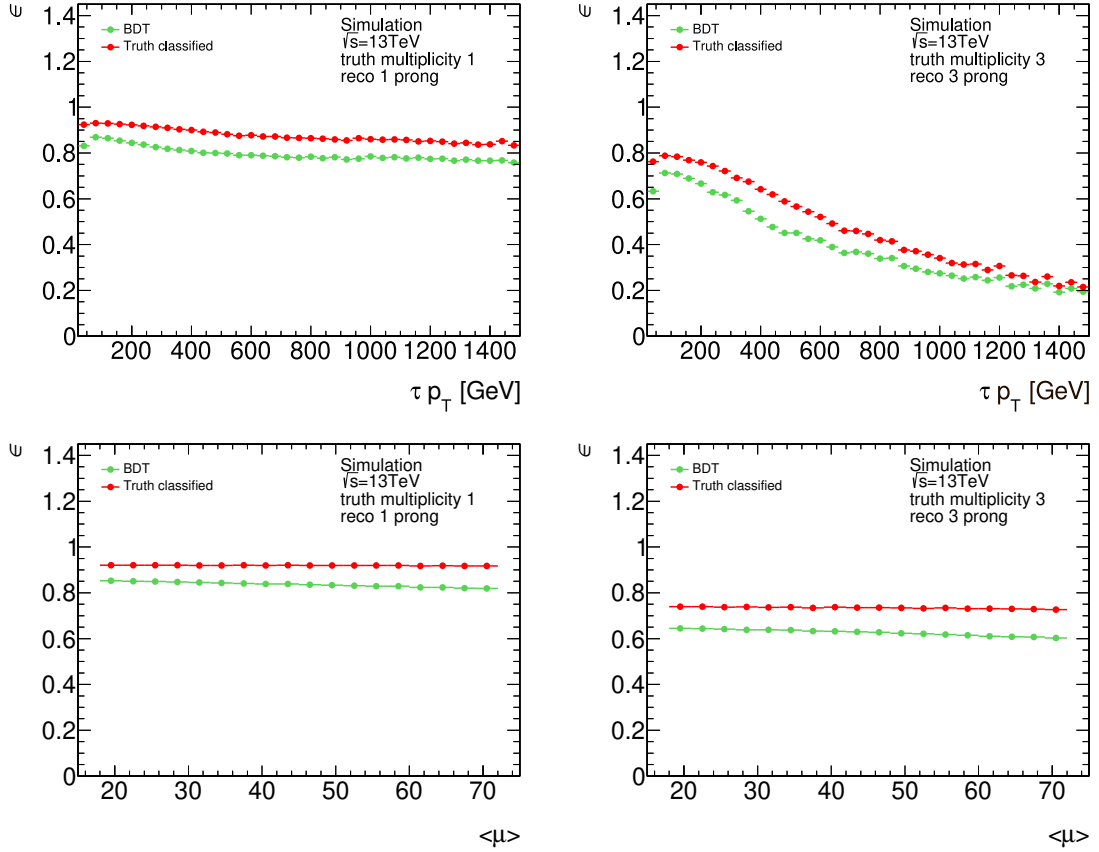 ∈
1.4
1.2
1
0.8
0.6
0.4
0.2
0
BDT
Truth classified
Simulation
√s=13TeV
truth multiplicity 1
reco 1 prong
200 400 600 800 1000 1200 1400
τ p_T [GeV]
∈
1.4
1.2
1
0.8
0.6
0.4
0.2
0
BDT
Truth classified
Simulation
√s=13TeV
truth multiplicity 3
reco 3 prong
200 400 600 800 1000 1200 1400
τ p_T [GeV]
∈
1.4
1.2
1
0.8
0.6
0.4
0.2
0
BDT
Truth classified
Simulation
√s=13TeV
truth multiplicity 1
reco 1 prong
20 30 40 50 60 70
<μ>
∈
1.4
1.2
1
0.8
0.6
0.4
0.2
0
BDT
Truth classified
Simulation
√s=13TeV
truth multiplicity 3
reco 3 prong
20 30 40 50 60 70
<μ>